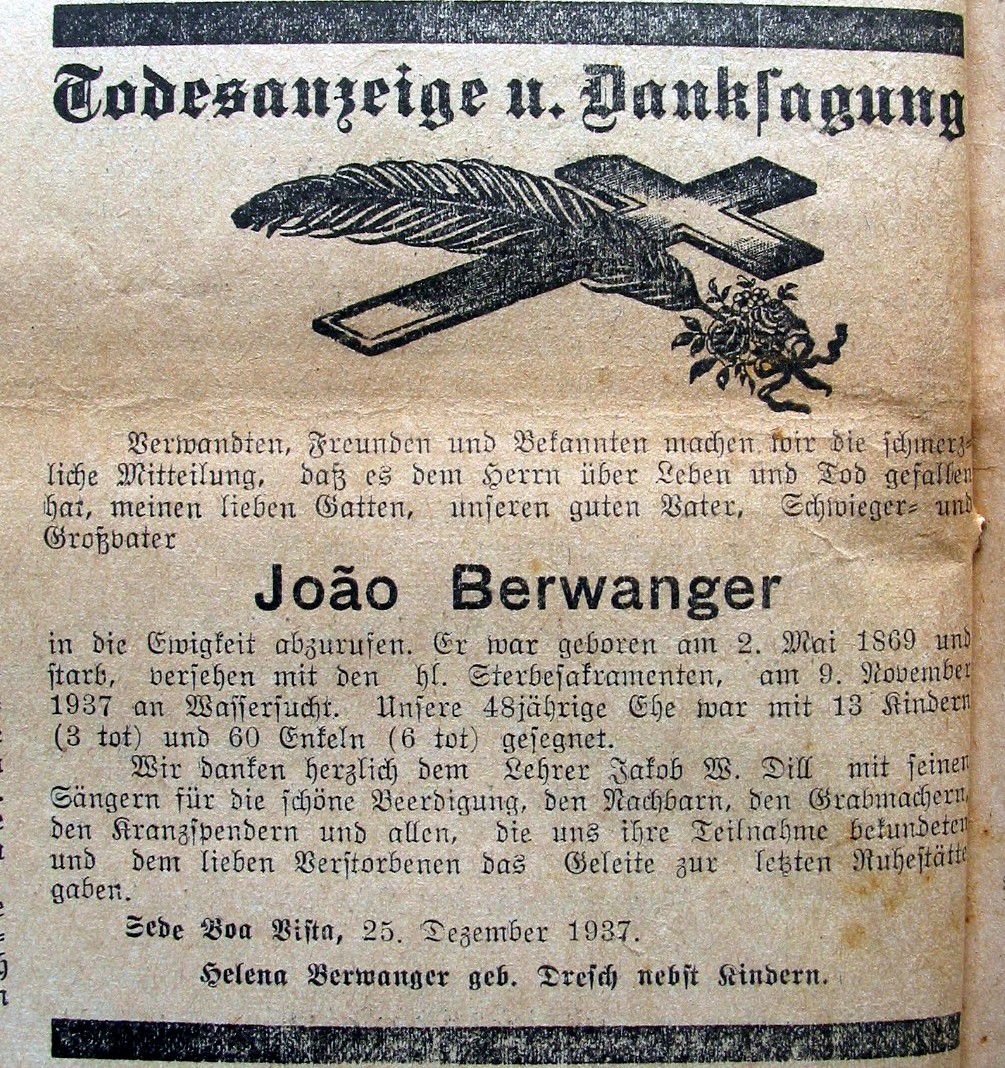 Todesanzeige u. Dankſagung
Verwandten, Freunden und Bekannten machen wir die ſchmerz-
liche Mitteilung, daß es dem Herrn über Leben und Tod gefallen
hat, meinen lieben Gatten, unſeren guten Vater, Schwieger- und
Großvater
João Berwanger
in die Ewigkeit abzurufen. Er war geboren am 2. Mai 1869 und
ſtarb, verſehen mit den hl. Sterbeſakramenten, am 9. November
1937 an Waſſerſucht. Unſere 48jährige Ehe war mit 13 Kindern
(3 tot) und 60 Enkeln (6 tot) geſegnet.
Wir danken herzlich dem Lehrer Jakob W. Dill mit ſeinen
Sängern für die ſchöne Beerdigung, den Nachbarn, den Grabmachern,
den Kranzſpendern und allen, die uns ihre Teilnahme bekundeten
und dem lieben Verſtorbenen das Geleite zur letzten Ruheſtätte
gaben.
Sede Boa Viſta, 25. Dezember 1937.
Helena Berwanger geb. Dreſch nebſt Kindern.